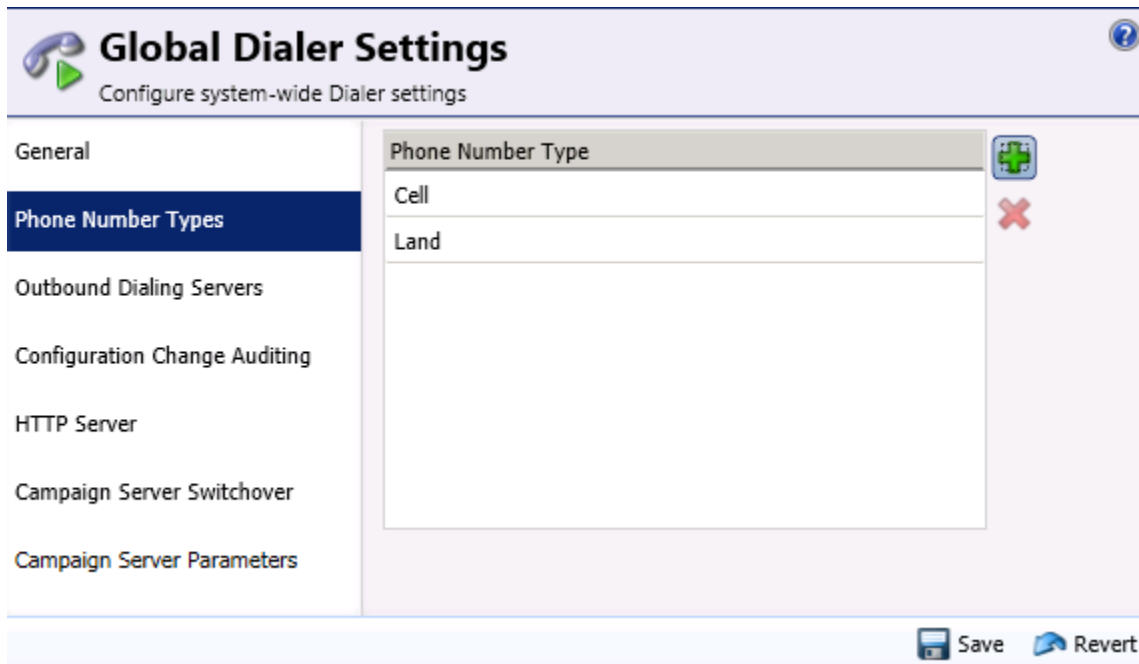 Global Dialer Settings
Configure system-wide Dialer settings
General
Phone Number Types
Outbound Dialing Servers
Configuration Change Auditing
HTTP Server
Campaign Server Switchover
Campaign Server Parameters
Phone Number Type
Cell
Land
Save
Revert